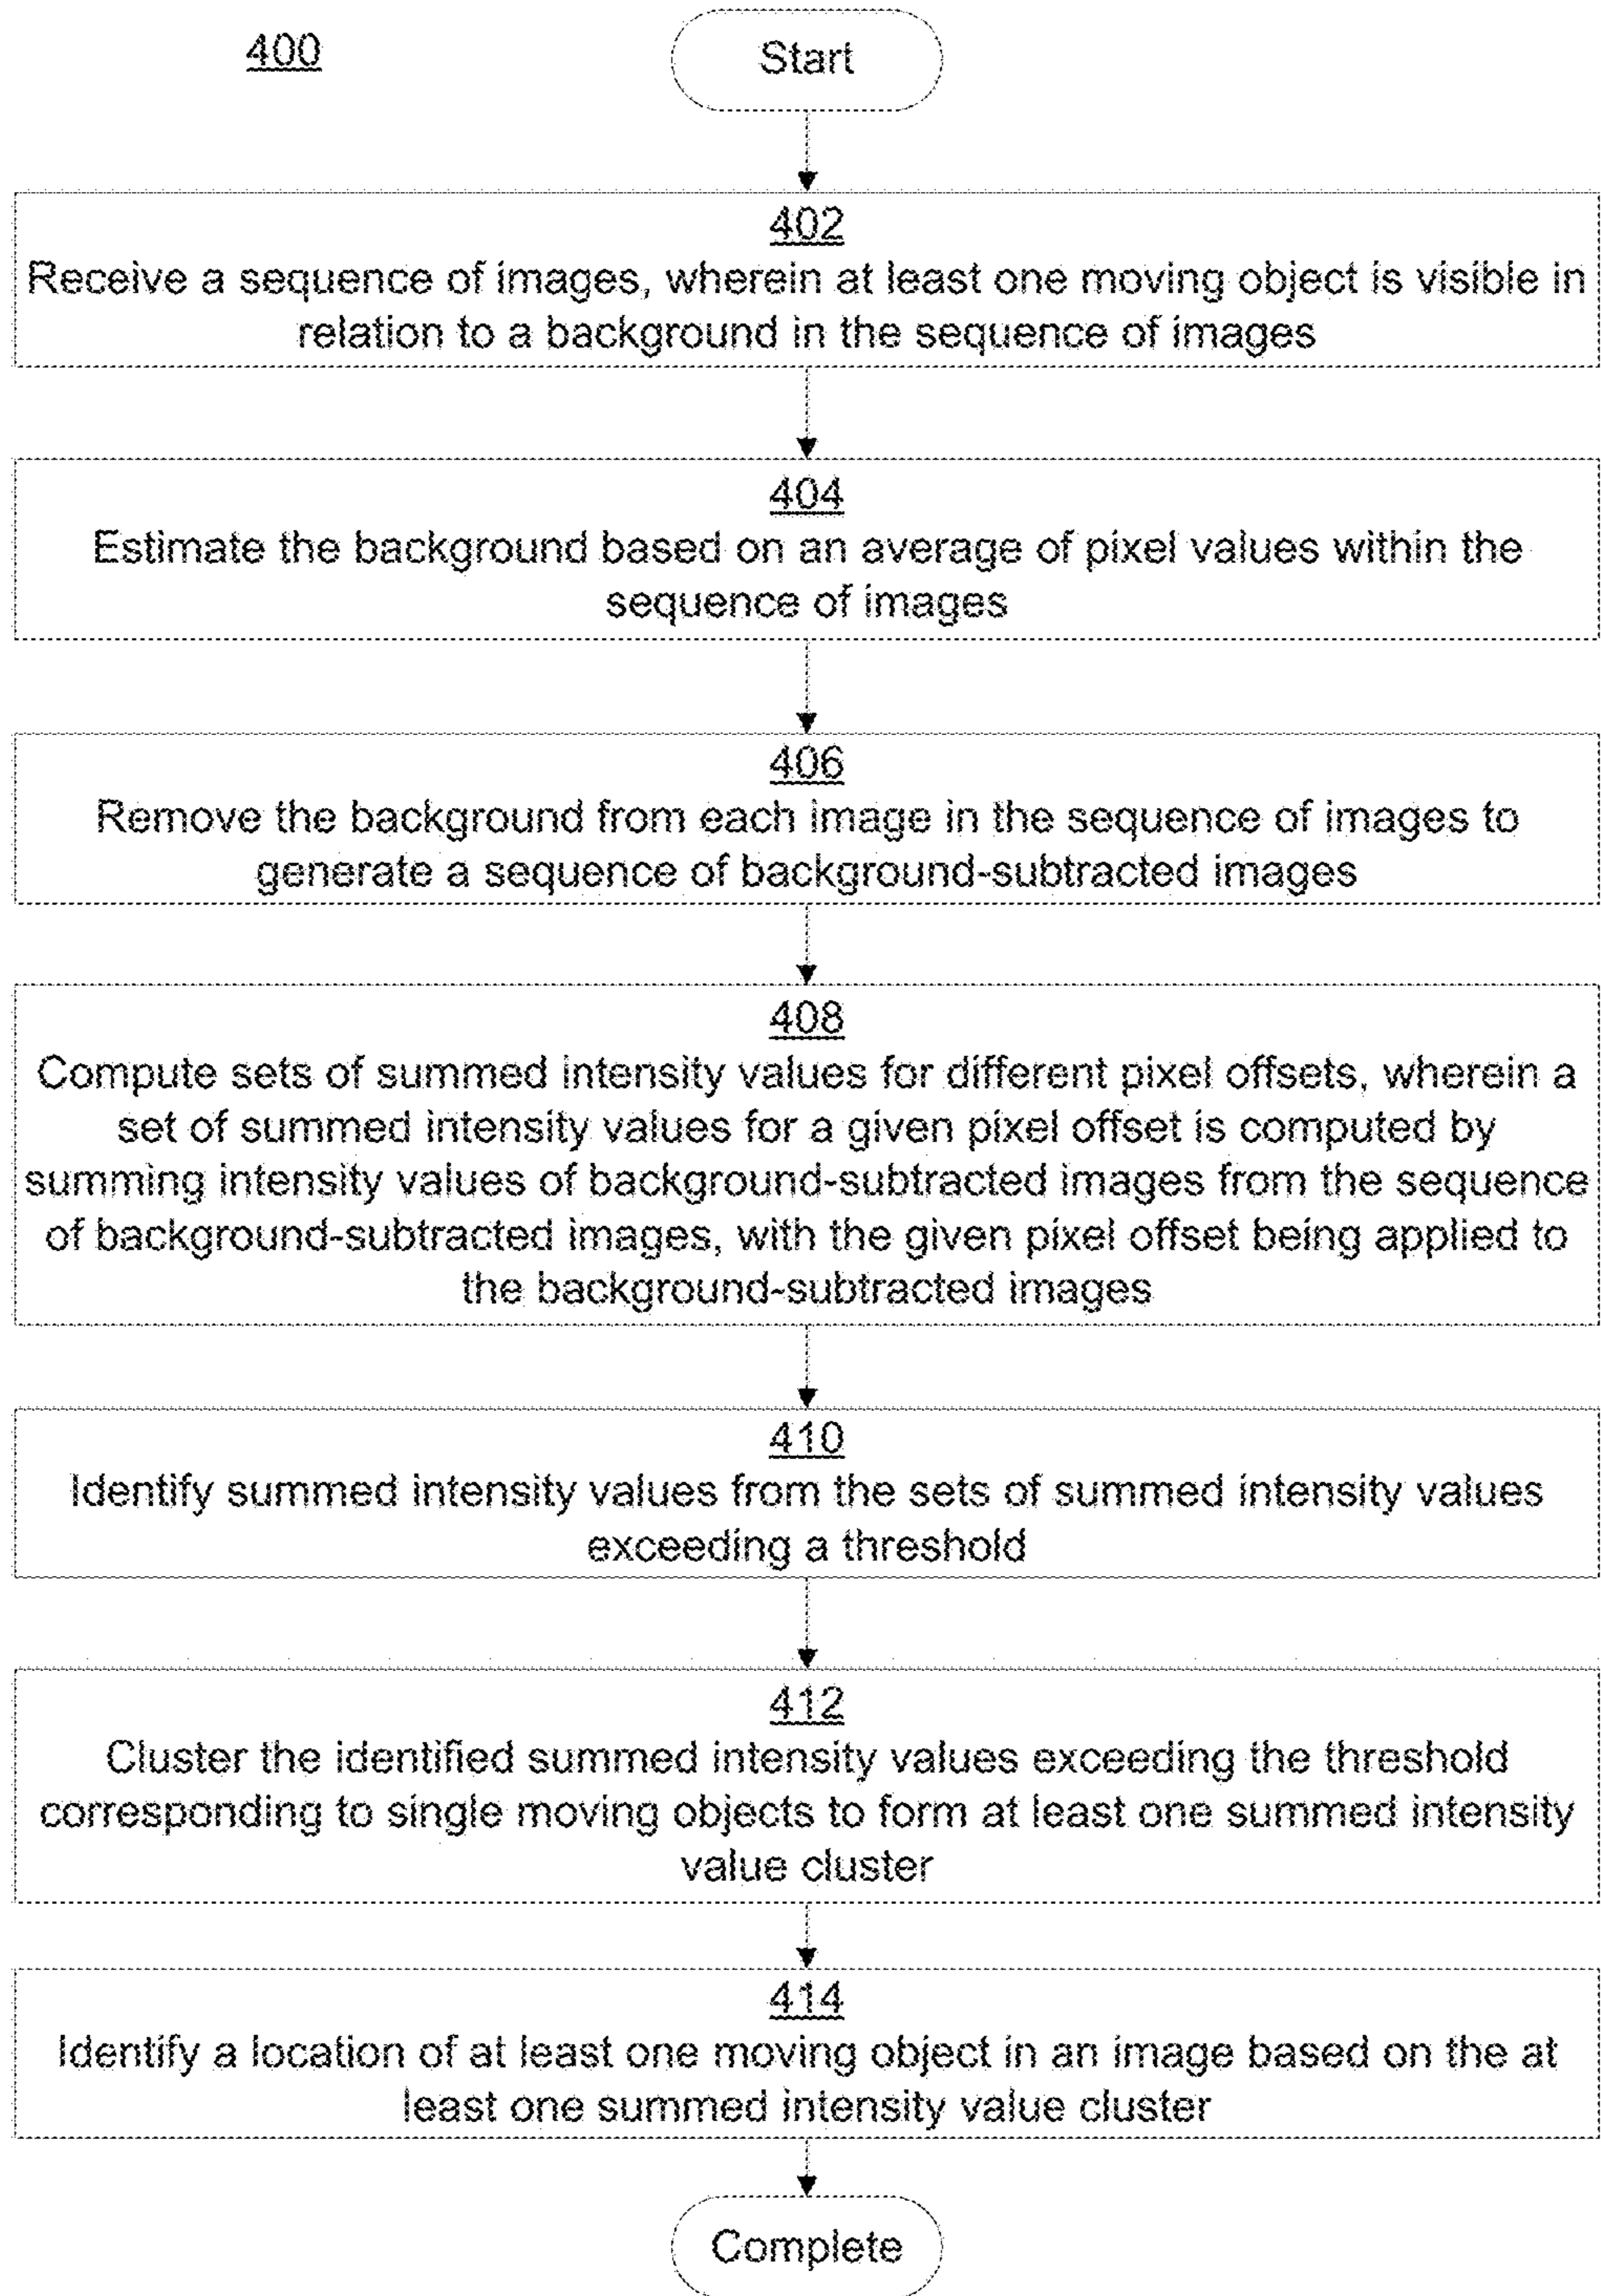 400
Start
402
Receive a sequence of images, wherein at least one moving object is visible in
relation to a background in the sequence of images
404
Estimate the background based on an average of pixel values within the
sequence of images
406
Remove the background from each image in the sequence of images to
generate a sequence of background-subtracted images
408
Compute sets of summed intensity values for different pixel offsets, wherein a
set of summed intensity values for a given pixel offset is computed by
summing intensity values of background-subtracted images from the sequence
of background-subtracted images, with the given pixel offset being applied to
the background-subtracted images
410
Identify summed intensity values from the sets of summed intensity values
exceeding a threshold
412
Cluster the identified summed intensity values exceeding the threshold
corresponding to single moving objects to form at least one summed intensity
value cluster
414
Identify a location of at least one moving object in an image based on the at
least one summed intensity value cluster
Complete